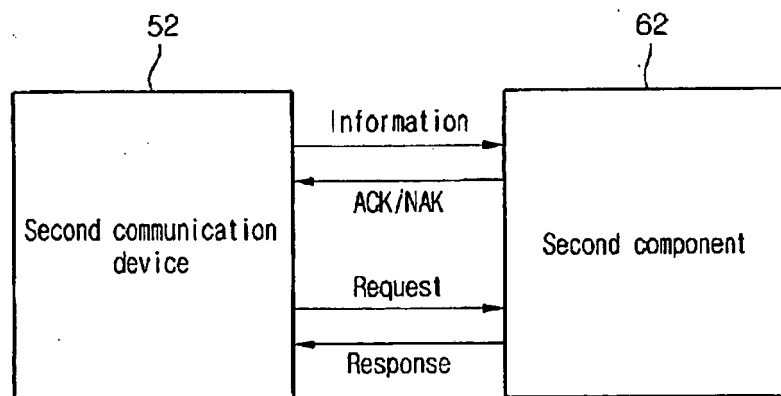 52
62
Information
ACK/NAK
Second communication
device
Second component
Request
Response